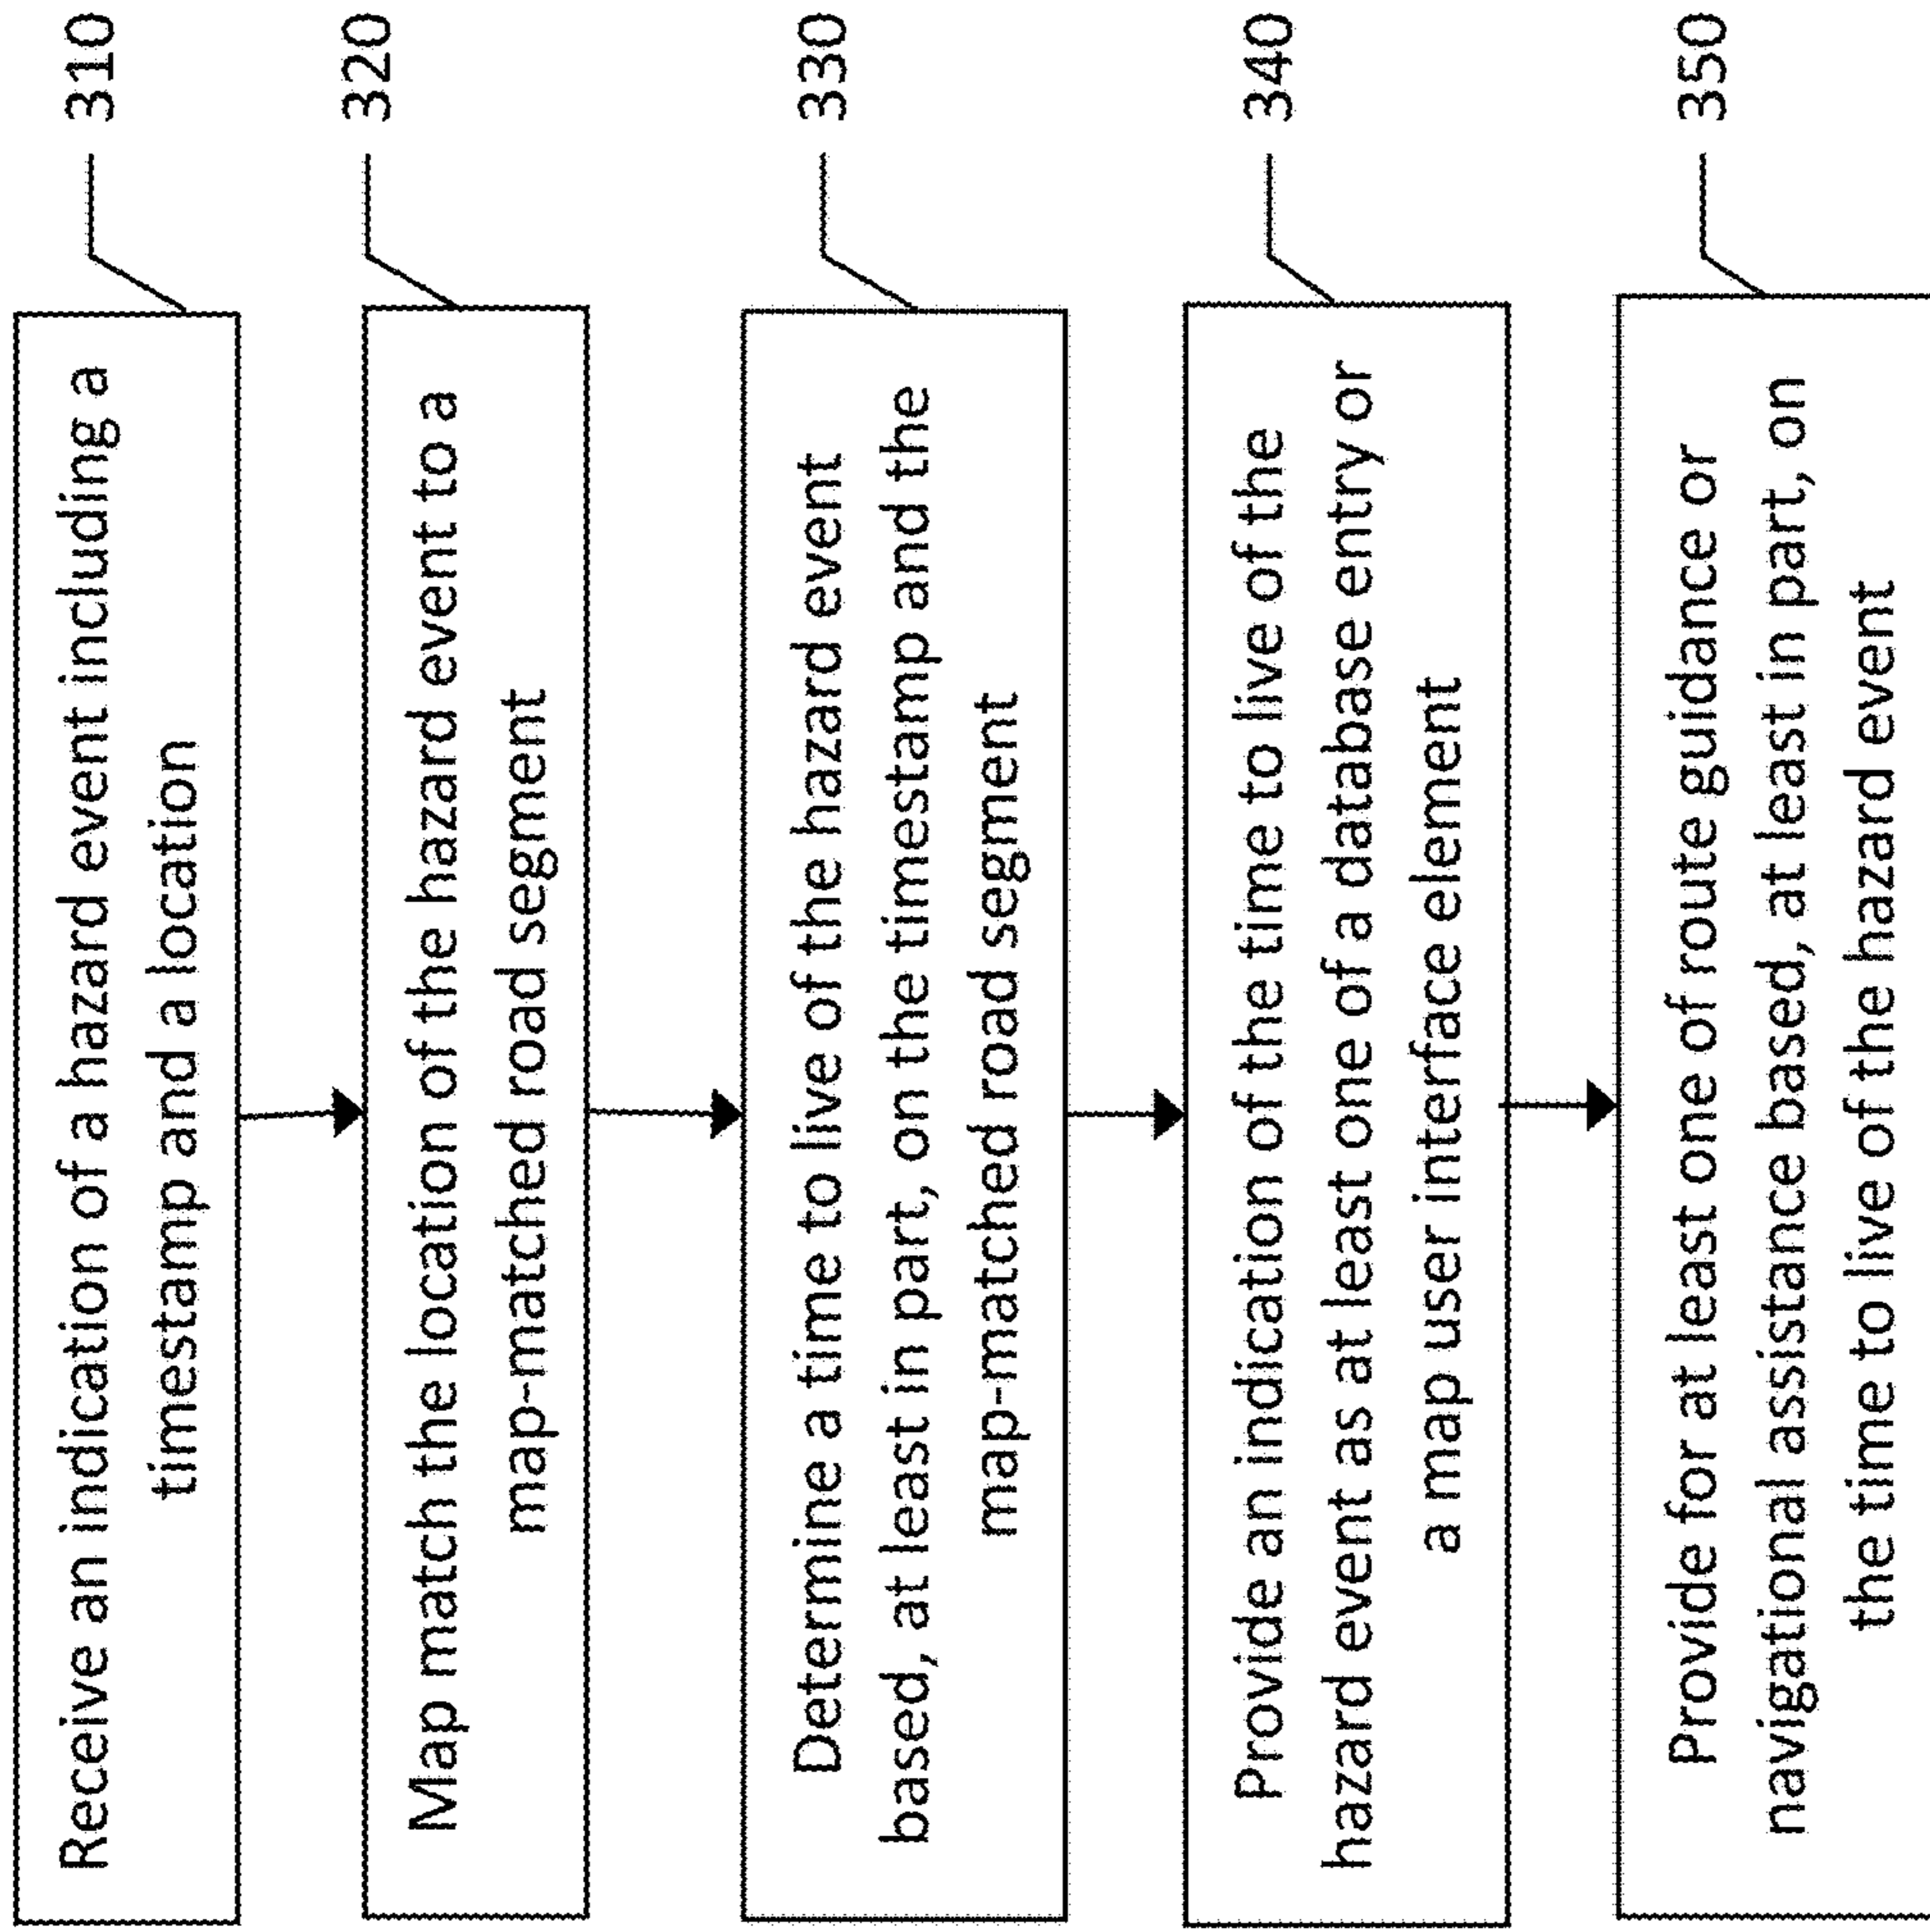 Receive an indication of a hazard event including a
timestamp and a location
310
Map match the location of the hazard event to a
map-matched road segment
320
Determine a time to live of the hazard event
based, at least in part, on the timestamp and the
map-matched road segment
330
Provide an indication of the time to live of the
hazard event as at least one of a database entry or
a map user interface element
340
Provide for at least one of route guidance or
navigational assistance based, at least in part, on
the time to live of the hazard event
350